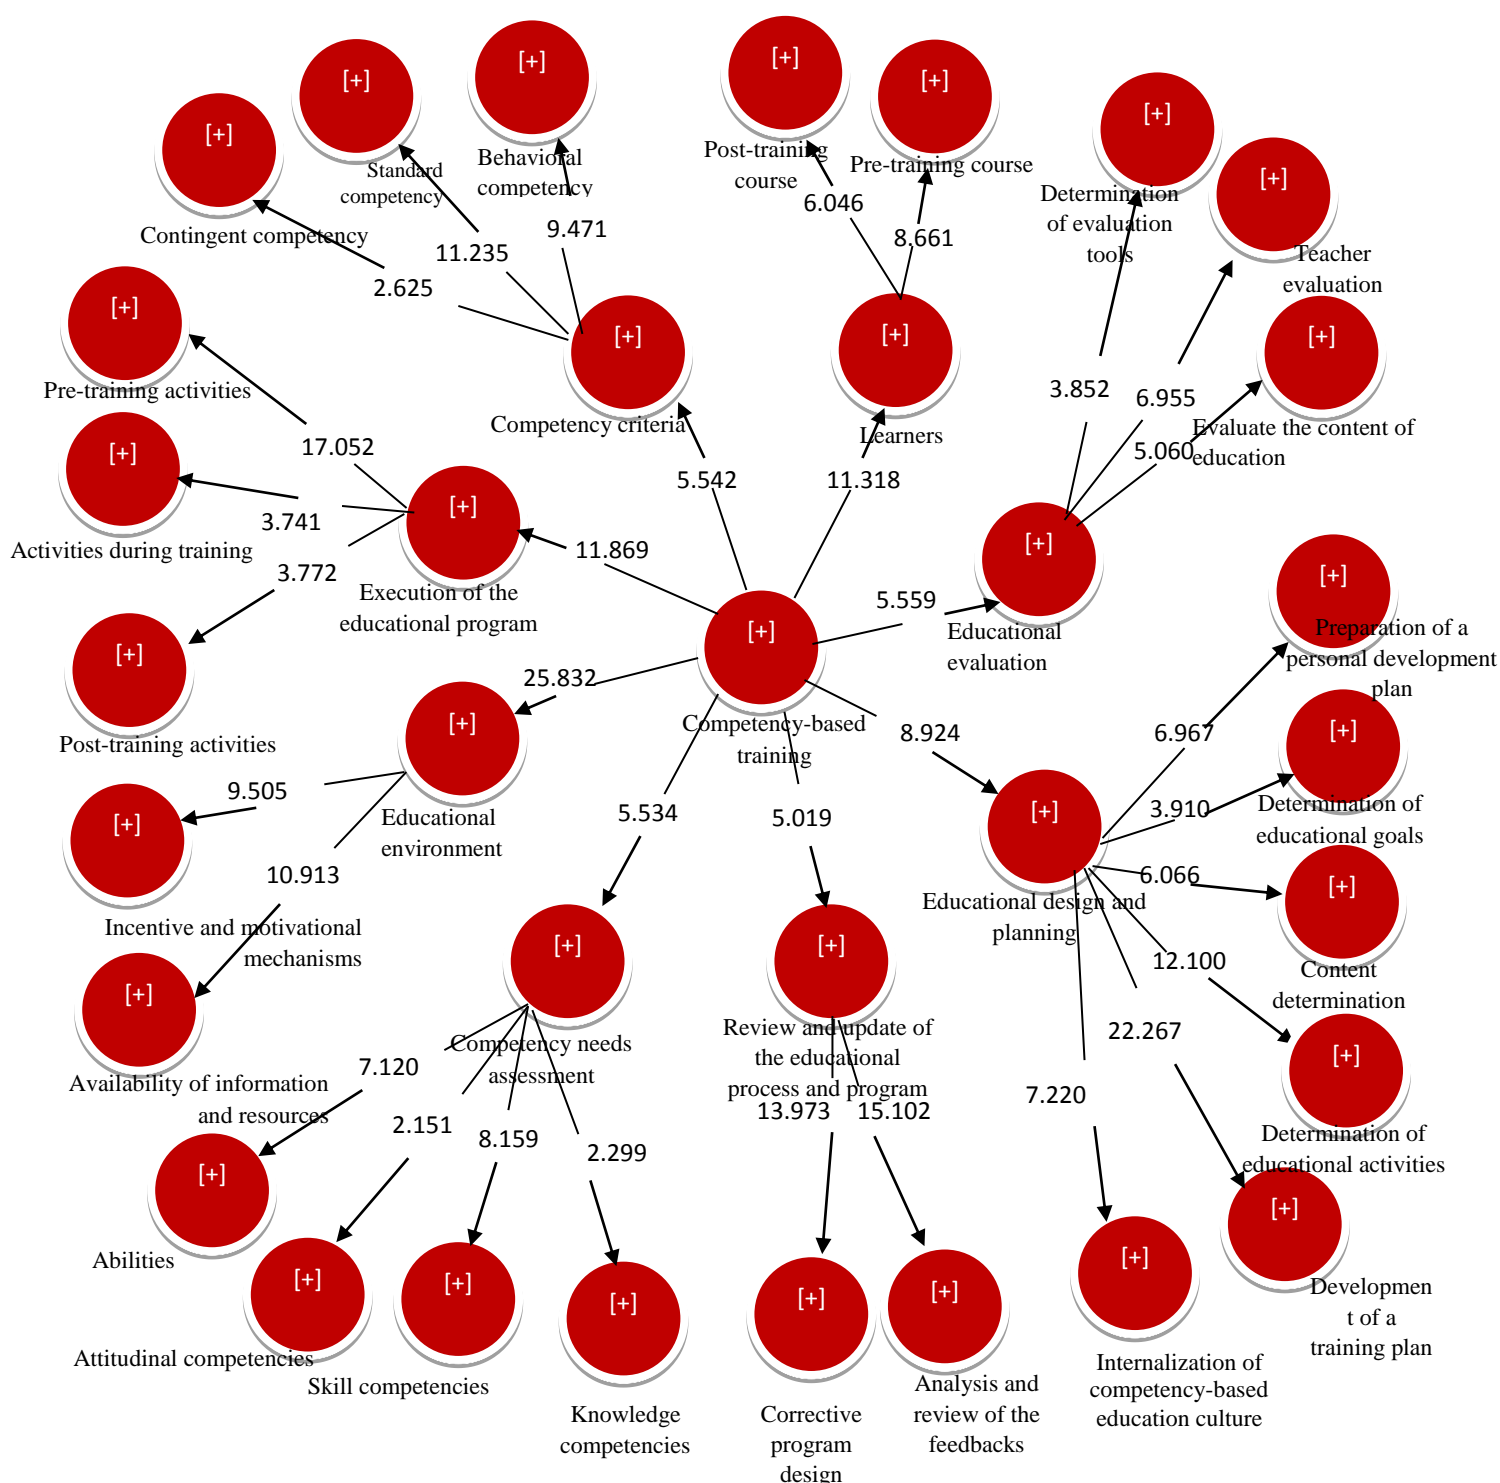 [+]
[+]
[+]
[+]
[+]
[+]
Post-training
course
Pre-training course
Behavioral
competency
Standard
competency
Contingent competency
[+]
Determination
of evaluation
tools
6.046
8.661
9.471
11.235
2.625
Teacher
evaluation
[+]
[+]
[+]
[+]
Pre-training activities
3.852
6.955
Competency criteria
Learners
Evaluate the content of
education
5.060
17.052
5.542
11.318
[+]
[+]
3.741
Activities during training
11.869
[+]
3.772
Execution of the
educational program
5.559
[+]
Educational
evaluation
[+]
Preparation of a
personal development
plan
[+]
25.832
Post-training activities
[+]
Competency-based
training
8.924
6.967
[+]
9.505
Educational
environment
5.534
5.019
[+]
3.910
Determination of
educational goals
[+]
10.913
6.066
[+]
Educational design and
planning
Incentive and motivational
mechanisms
[+]
[+]
12.100
Content
determination
[+]
22.267
Review and update of
the educational
process and program
Competency needs
assessment
7.120
[+]
Availability of information
and resources
7.220
13.973
15.102
2.151
8.159
2.299
Determination of
educational activities
[+]
[+]
Abilities
[+]
[+]
[+]
[+]
[+]
[+]
Developmen
t of a
training plan
Attitudinal competencies
Skill competencies
Internalization of
competency-based
education culture
Analysis and
review of the
feedbacks
Knowledge
competencies
Corrective
program
design